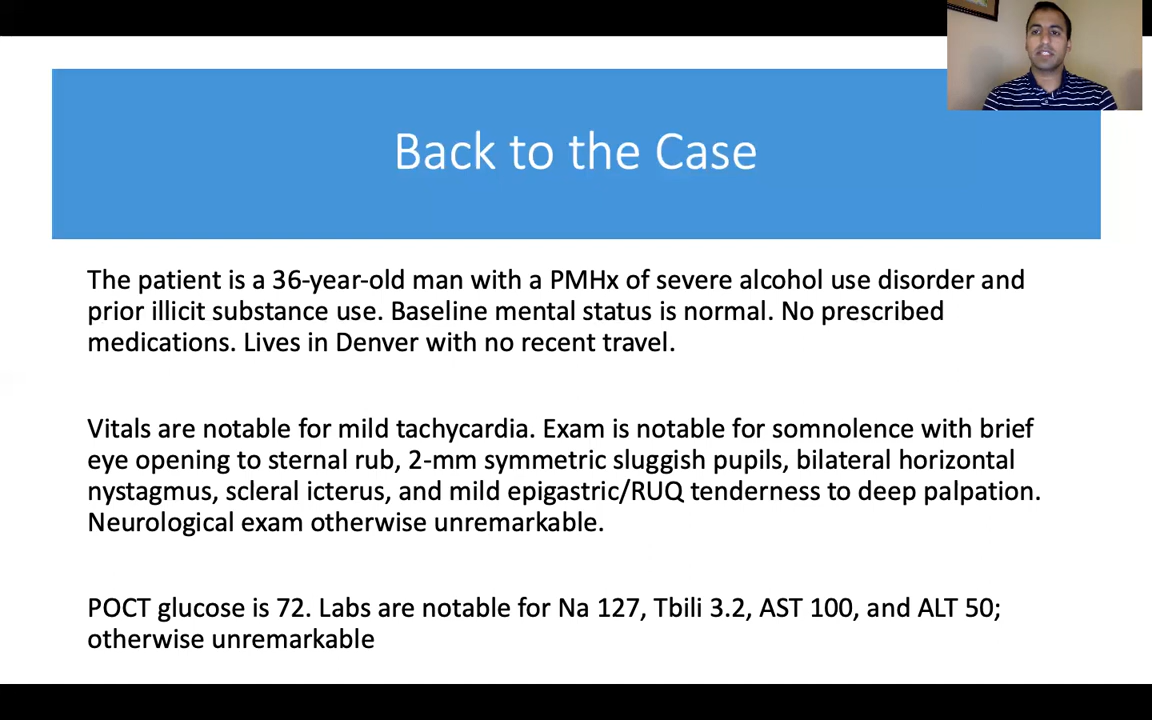 Back to the Case
The patient is a 36-year-old man with a PMHx of severe alcohol use disorder and
prior illicit substance use. Baseline mental status is normal. No prescribed
medications. Lives in Denver with no recent travel.
Vitals are notable for mild tachycardia. Exam is notable for somnolence with brief
eye opening to sternal rub, 2-mm symmetric sluggish pupils, bilateral horizontal
nystagmus, scleral icterus, and mild epigastric/RUQ tenderness to deep palpation.
Neurological exam otherwise unremarkable.
POCT glucose is 72. Labs are notable for Na 127, Tbili 3.2, AST 100, and ALT 50;
otherwise unremarkable